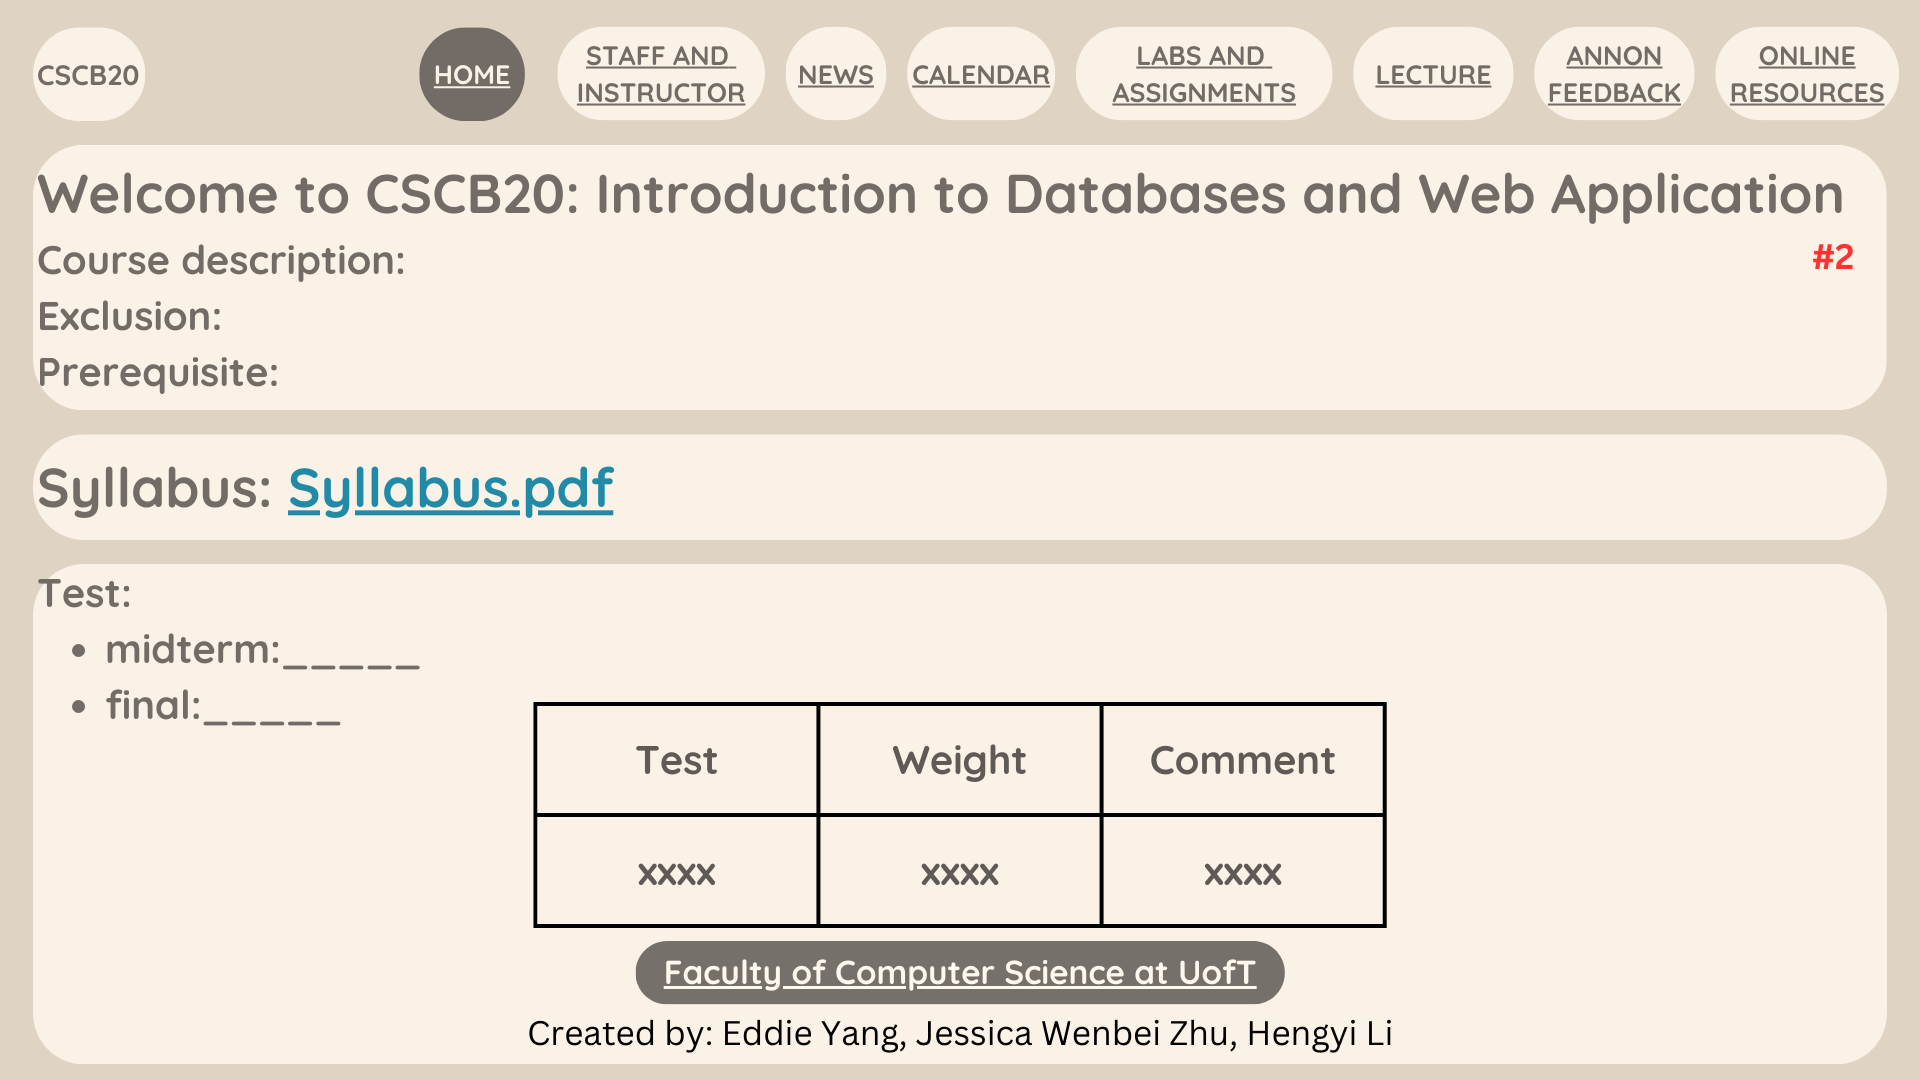 CSCB20
HOME
STAFF AND
INSTRUCTOR
NEWS
CALENDAR
LABS AND
ASSIGNMENTS
LECTURE
ANNON
FEEDBACK
ONLINE
RESOURCES
Welcome to CSCB20: Introduction to Databases and Web Application
Course description:
#2
Exclusion:
Prerequisite:
Syllabus: Syllabus.pdf
Test:
• midterm:_____
• final:_____
Test Weight Comment
xxxx xxxx xxxx
Faculty of Computer Science at UofT
Created by: Eddie Yang, Jessica Wenbei Zhu, Hengyi Li